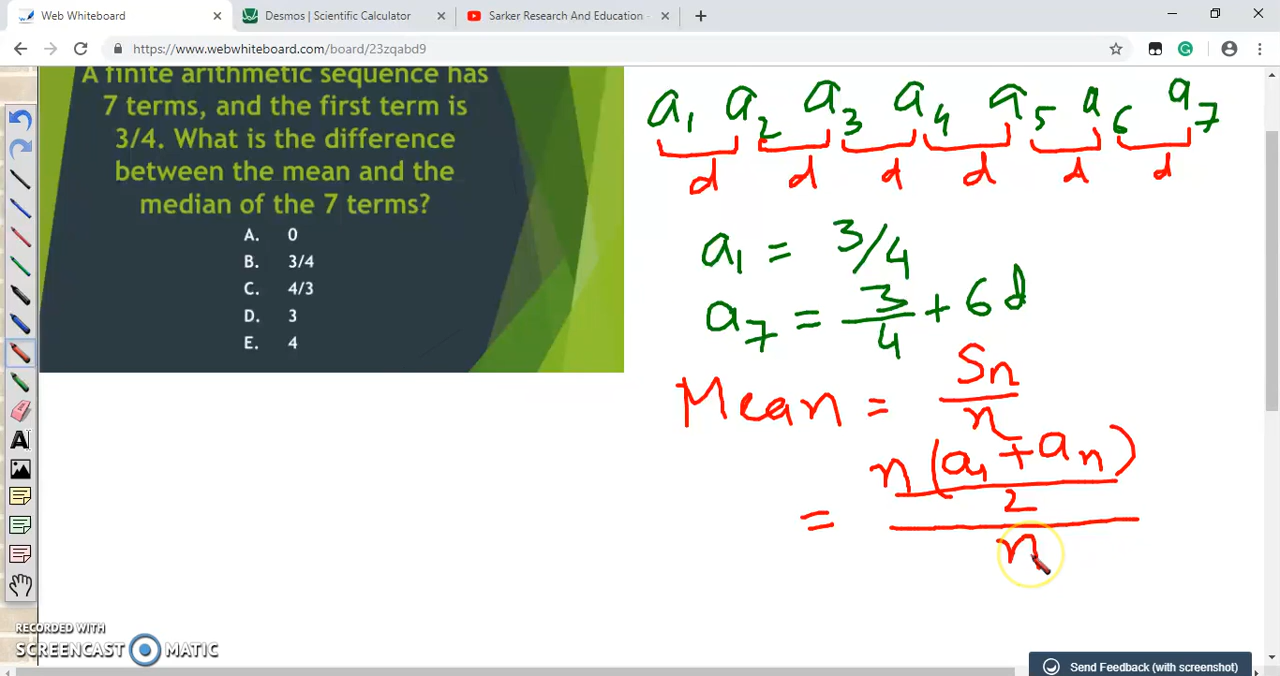 Web Whiteboard
Desmos | Scientific Calculator
Sarker Research And Education -
https://www.webwhiteboard.com/board/23zqabd9
A finite arithmetic sequence has
7 terms, and the first term is
3/4. What is the difference
between the mean and the
median of the 7 terms?
A. 0
B. 3/4
C. 4/3
D. 3
E. 4
a1 a2 a3 a4 a5 a6 a7
d d d d d d
a1 = 3/4
a7 = 3/4 + 6d
Mean = Sn/n
= n(a1 + an)
2
n
A
RECORDED WITH
SCREENCAST MATIC
Send Feedback (with screenshot)